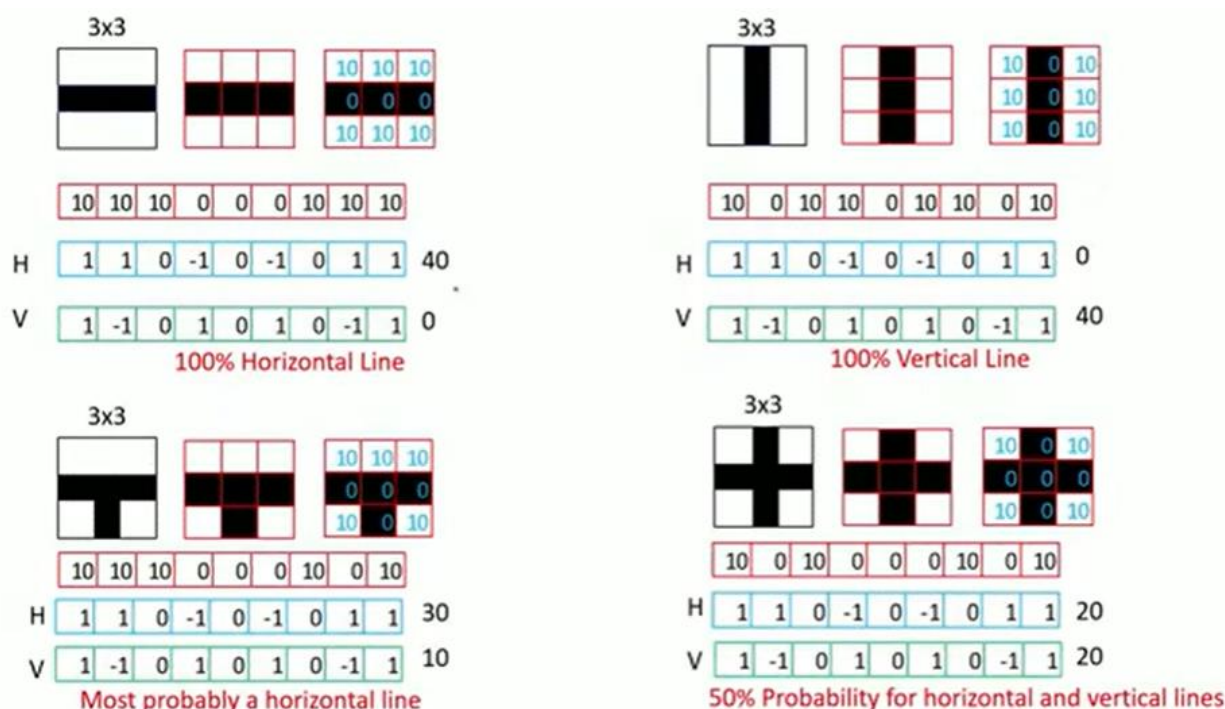 3x3
10 10 10
0 0 0
10 10 10
10 10 10 0 0 0 10 10 10
H 1 1 0 -1 0 -1 0 1 1 40
V 1 -1 0 1 0 1 0 -1 1 0
100% Horizontal Line
3x3
10 0 10
10 0 10
10 0 10
10 0 10 10 0 10 10 0 10
H 1 1 0 -1 0 -1 0 1 1 0
V 1 -1 0 1 0 1 0 -1 1 40
100% Vertical Line
3x3
10 10 10
0 0 0
10 0 10
10 10 10 0 0 0 10 0 10
H 1 1 0 -1 0 -1 0 1 1 30
V 1 -1 0 1 0 1 0 -1 1 10
Most probably a horizontal line
3x3
10 0 10
0 0 0
10 0 10
10 0 10 0 0 0 10 0 10
H 1 1 0 -1 0 -1 0 1 1 20
V 1 -1 0 1 0 1 0 -1 1 20
50% Probability for horizontal and vertical lines